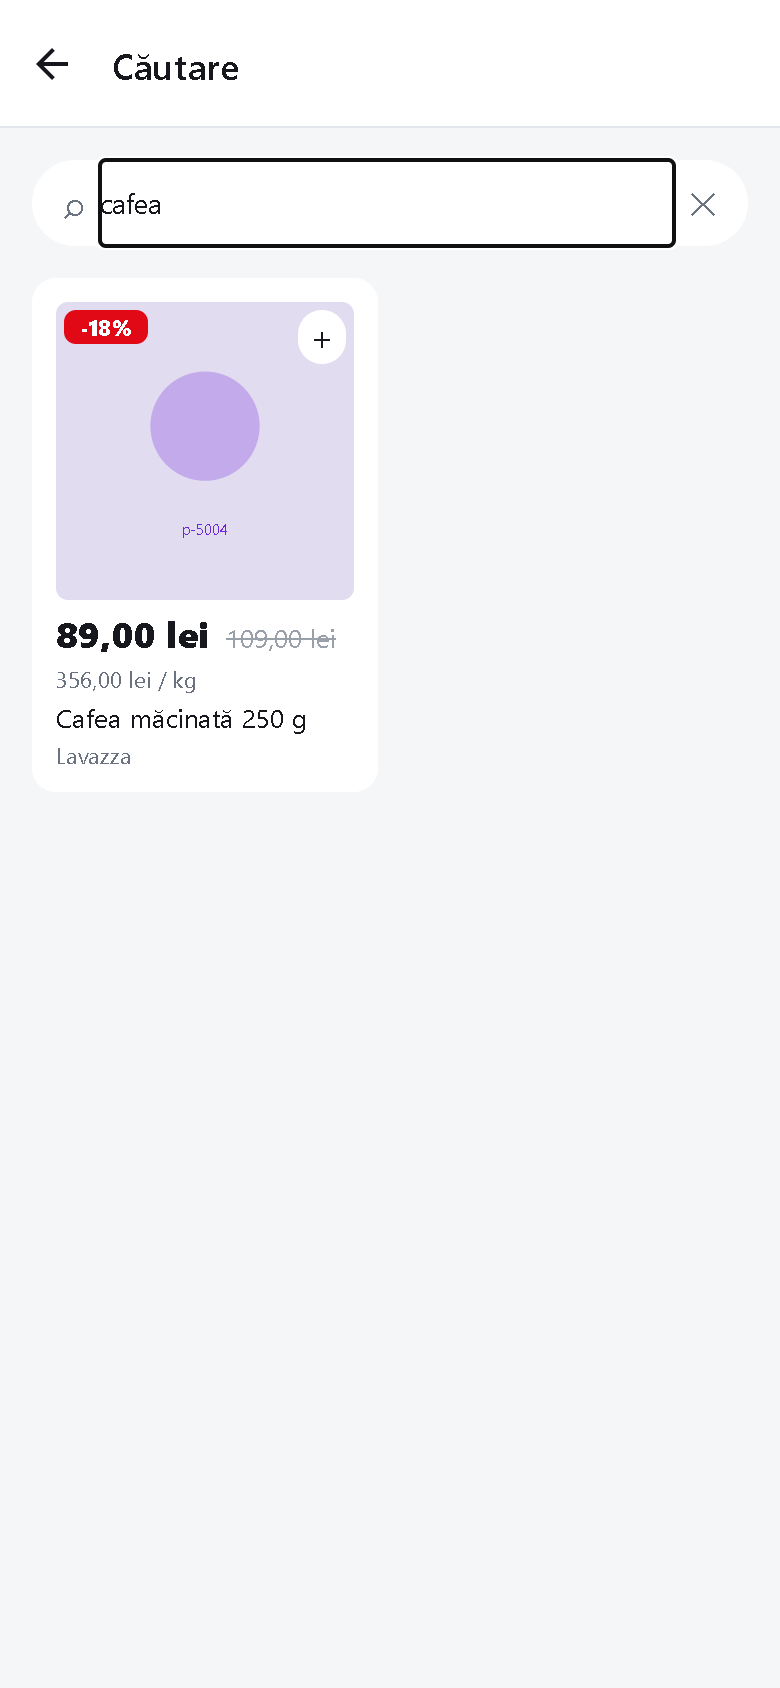 Căutare
cafea
-18%
+
p-5004
89,00 lei 109,00 lei
356,00 lei / kg
Cafea măcinată 250 g
Lavazza